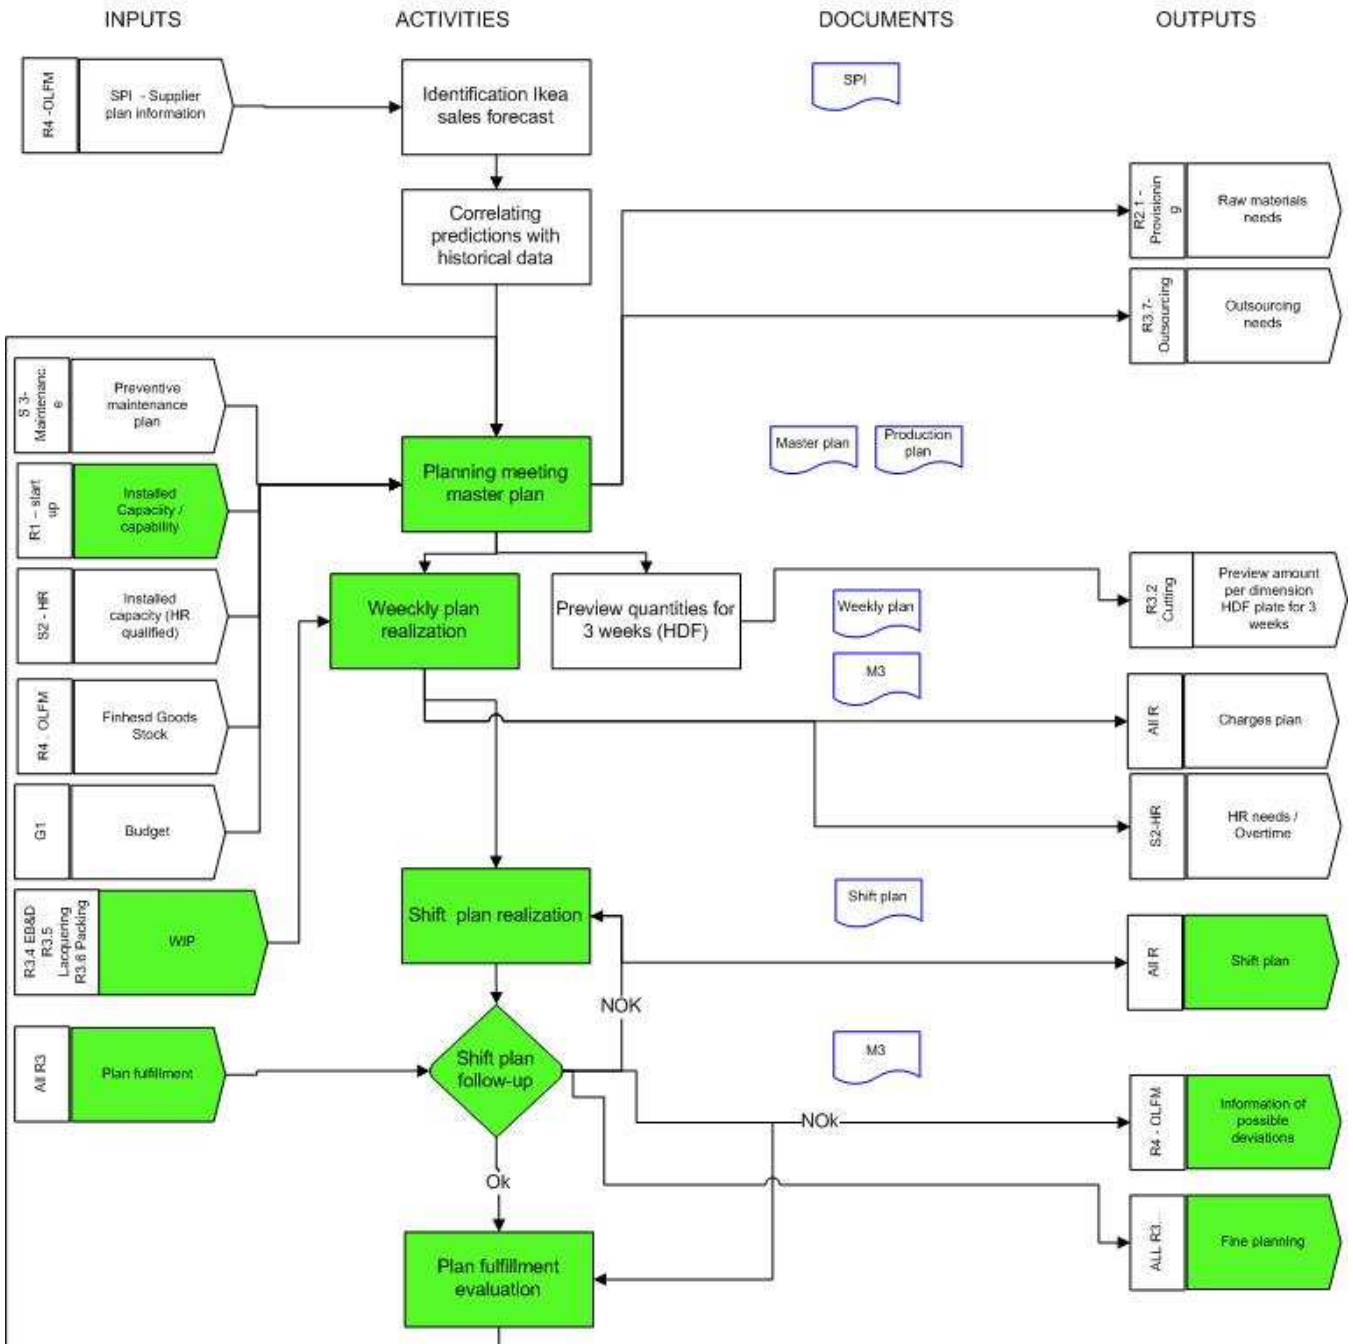 INPUTS
ACTIVITIES
DOCUMENTS
OUTPUTS
R4 -OLFM
SPI - Supplier
plan information
Identification Ikea
sales forecast
SPI
Correlating
predictions with
historical data
R2.1 -
Provisionin
g
Raw materials
needs
R3.7-
Outsourcing
Outsourcing
needs
S 3-
Maintenanc
e
Preventive
maintenance
plan
Planning meeting
master plan
Master plan
Production
plan
R1 – start
up
Installed
Capaciity /
capability
S2 - HR
Installed
capacity (HR
qualified)
Weeckly plan
realization
Preview quantities for
3 weeks (HDF)
Weekly plan
R3.2
Cutting
Preview amount
per dimension
HDF plate for 3
weeks
M3
R4 . OLFM
Finhesd Goods
Stock
All R
Charges plan
G1
Budget
S2-HR
HR needs /
Overtime
R3.4 EB&D
R3.5
Lacquering
R3.6 Packing
WIP
Shift plan realization
Shift plan
All R
Shift plan
NOK
All R3
Plan fulfillment
Shift plan
follow-up
M3
NOk
R4 - OLFM
Information of
possible
deviations
Ok
Plan fulfillment
evaluation
ALL R3...
Fine planning